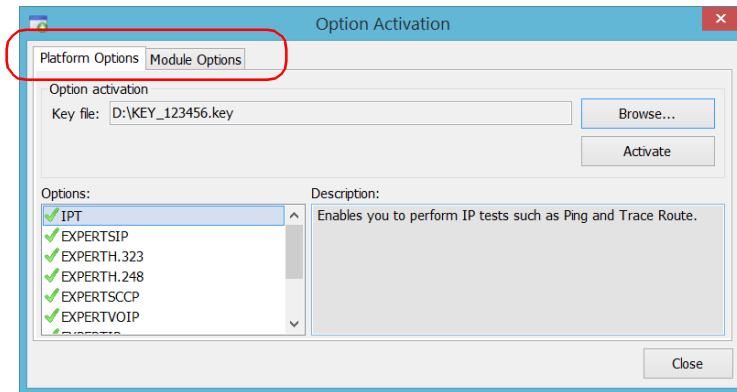 Option Activation
Platform Options Module Options
Option activation
Key file: D:\KEY_123456.key Browse...
Activate
Options: Description:
IPT Enables you to perform IP tests such as Ping and Trace Route.
EXPERTSIP
EXPERTH.323
EXPERTH.248
EXPERTSCCP
EXPERTVOIP
Close